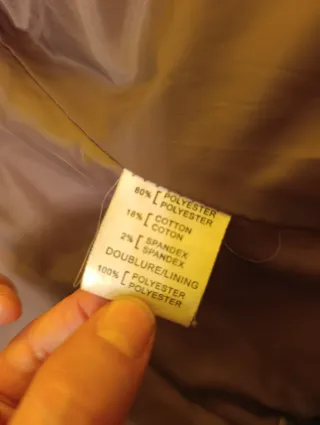 80% [ POLYESTER
POLYESTER
18% [ COTTON
COTON
2% [ SPANDEX
SPANDEX
DOUBLURE/LINING
100% [ POLYESTER
POLYESTER